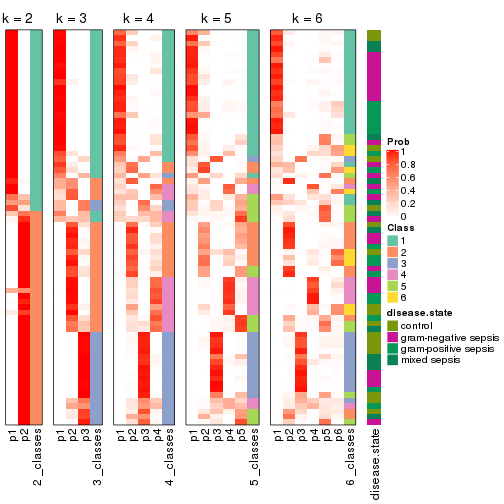 k = 2
k = 3
k = 4
k = 5
k = 6
Prob
1
0.8
0.6
0.4
0.2
0
Class
1
2
3
4
5
6
disease.state
control
gram-negative sepsis
gram-positive sepsis
mixed sepsis
p1
p2
2_classes
p1
p2
p3
3_classes
p1
p2
p3
p4
4_classes
p1
p2
p3
p4
p5
5_classes
p1
p2
p3
p4
p5
p6
6_classes
disease.state